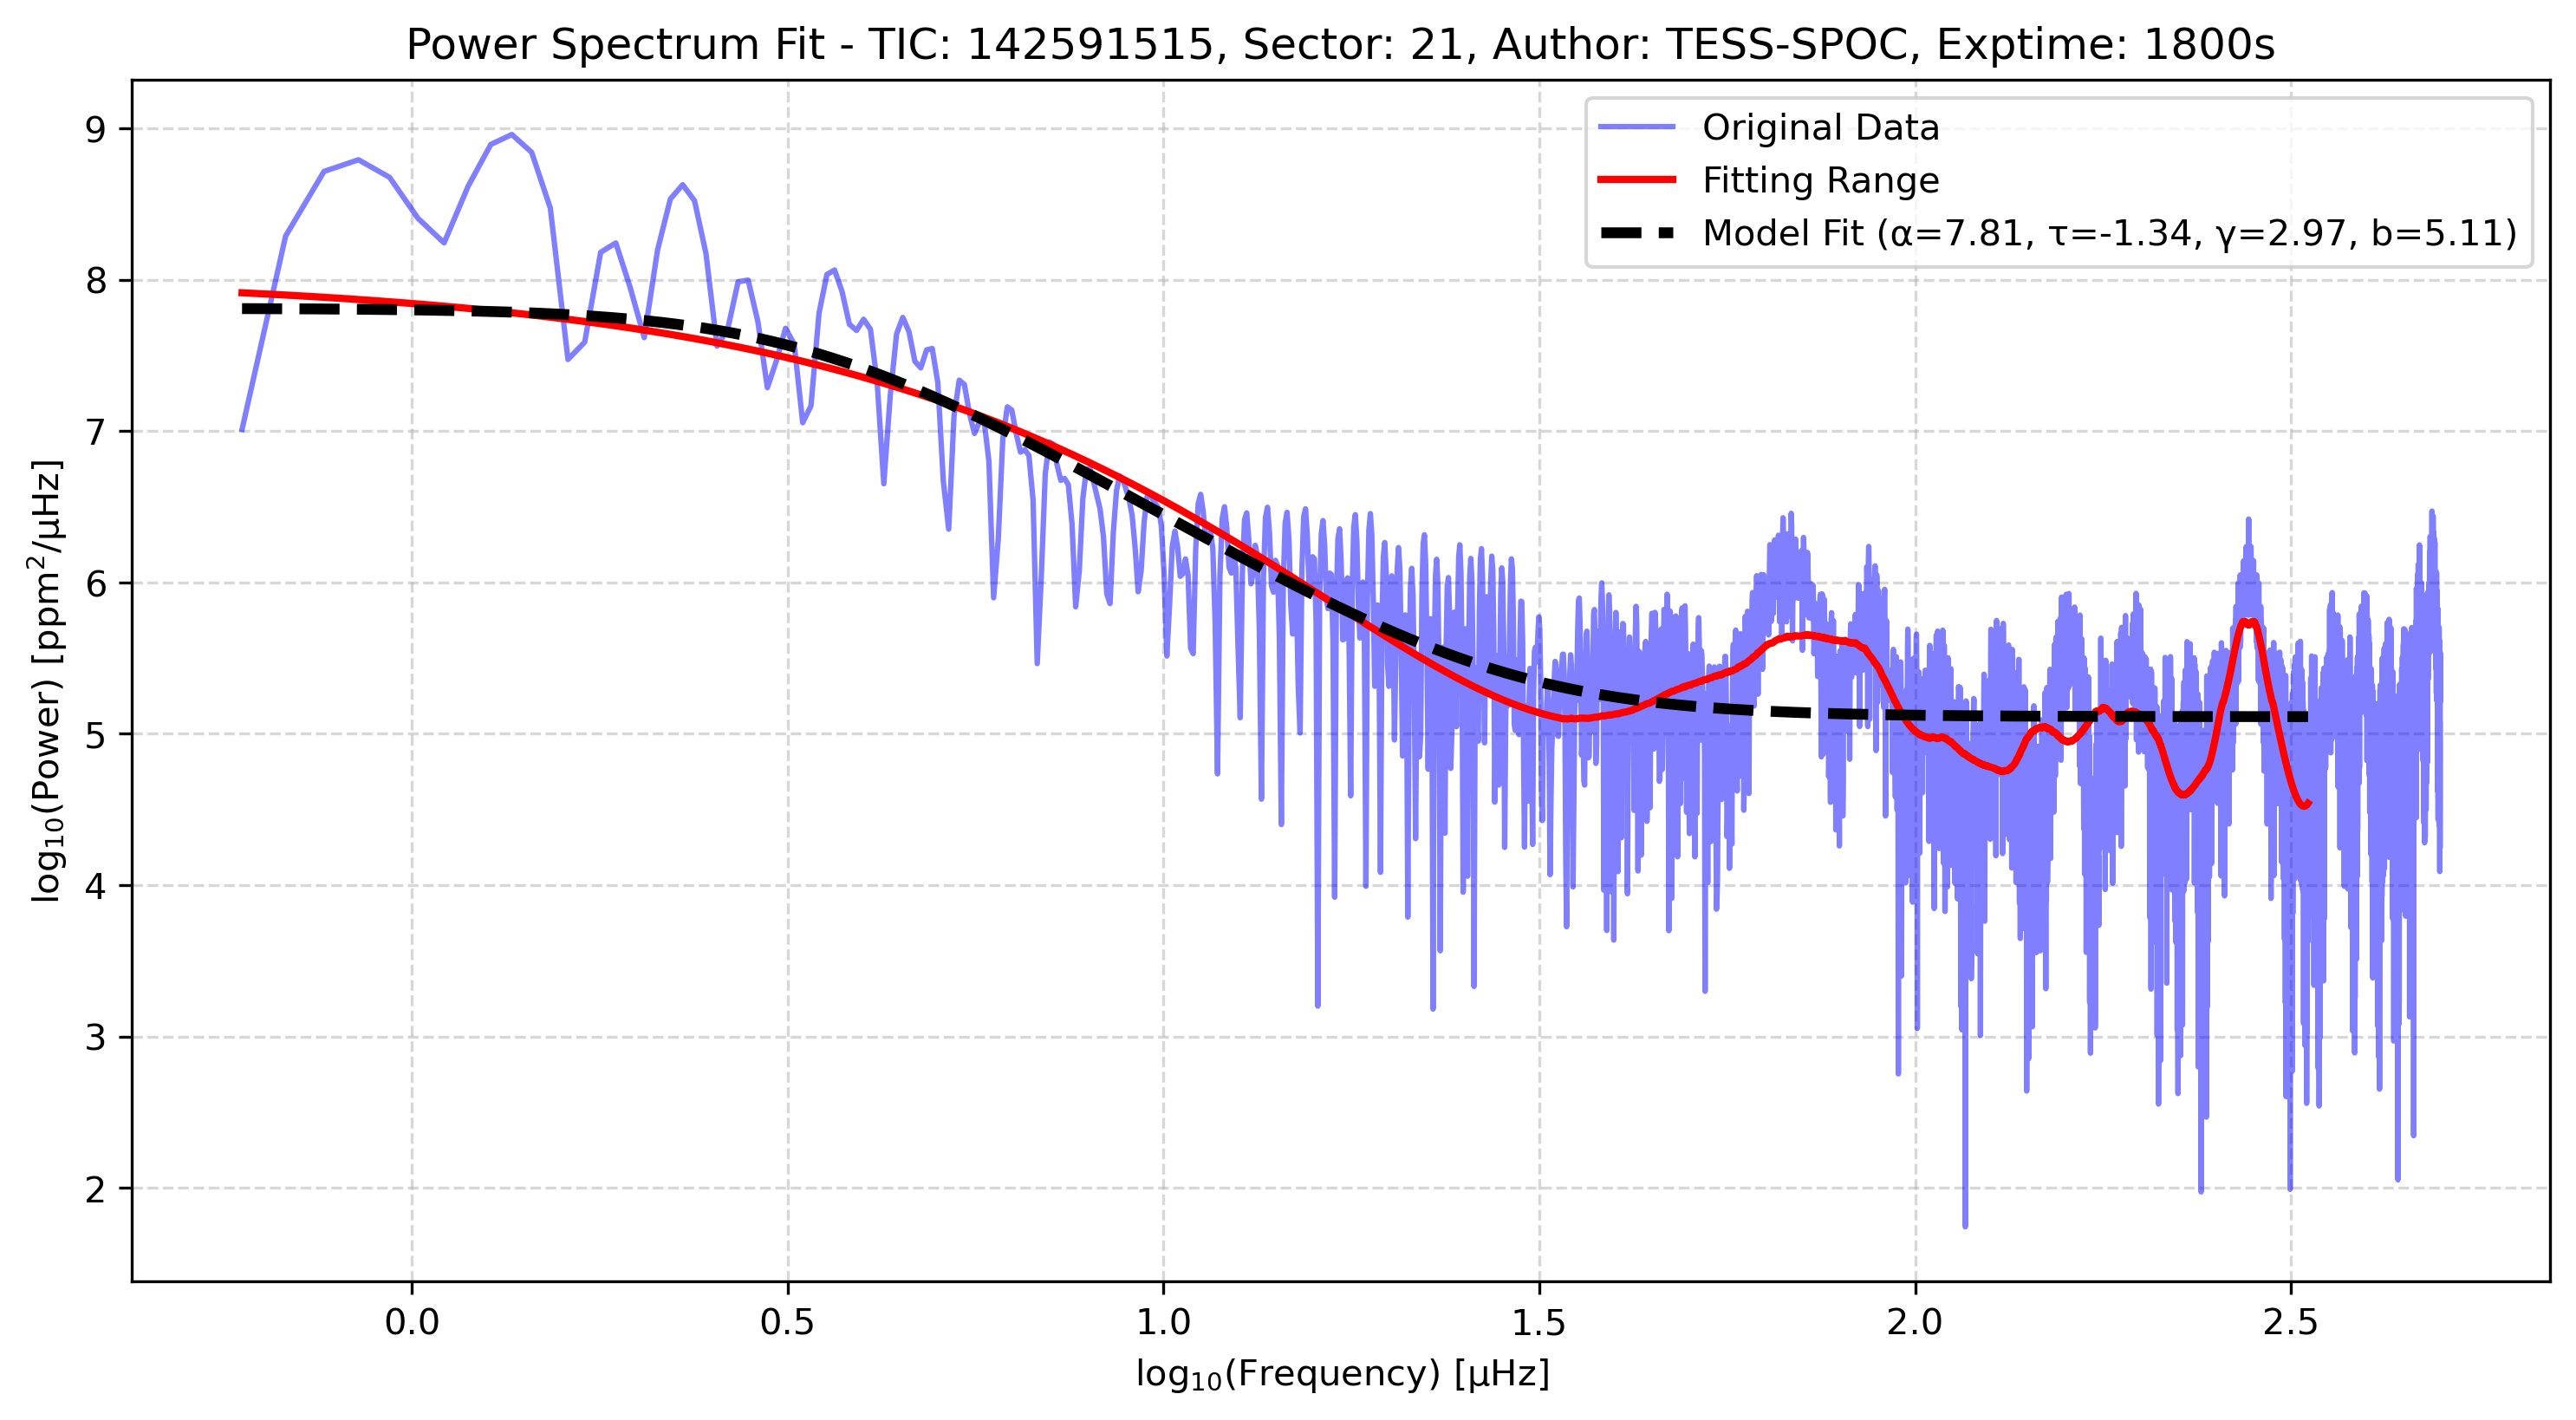 Power Spectrum Fit - TIC: 142591515, Sector: 21, Author: TESS-SPOC, Exptime: 1800s
Original Data
Fitting Range
Model Fit (α=7.81, τ=-1.34, γ=2.97, b=5.11)
log₁₀(Power) [ppm²/μHz]
9
8
7
6
5
4
3
2
0.0 0.5 1.0 1.5 2.0 2.5
log₁₀(Frequency) [μHz]